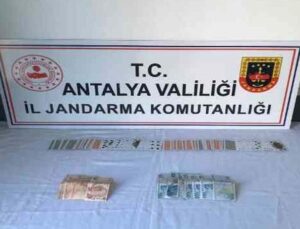 T.C.
ANTALYA VALİLİĞİ
İL JANDARMA KOMUTANLIĞI